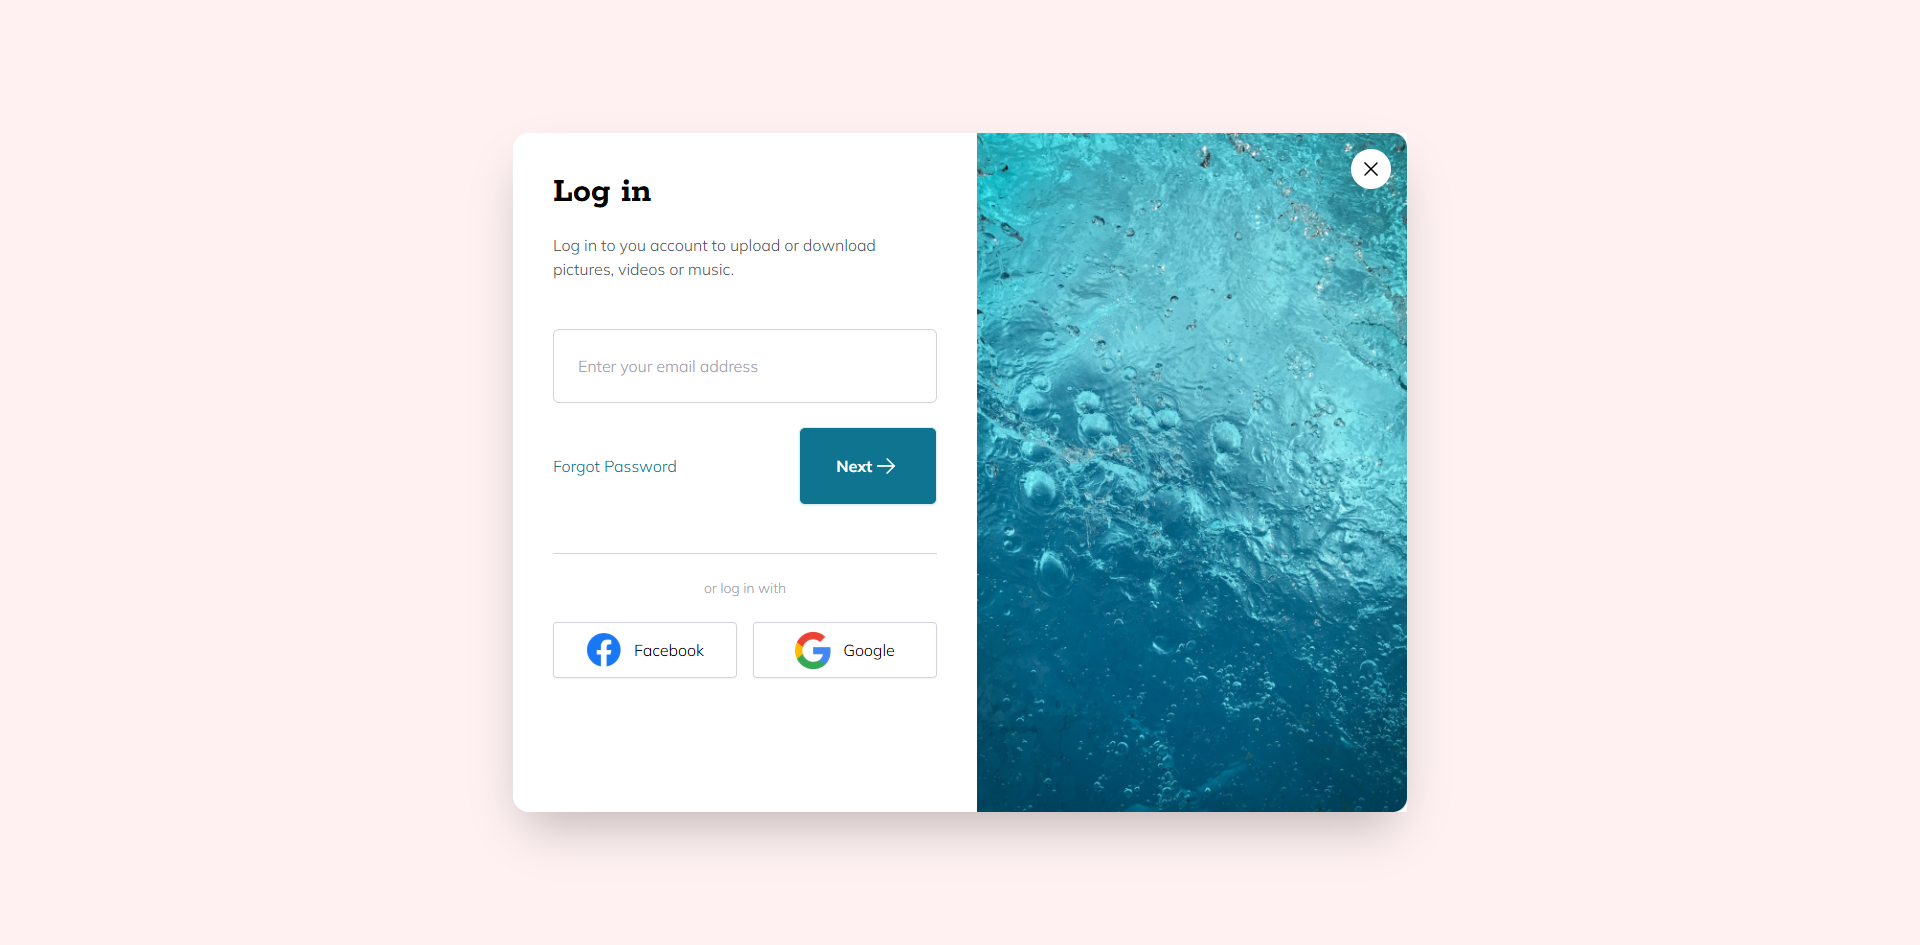 Log in
Log in to you account to upload or download
pictures, videos or music.
Enter your email address
Forgot Password
Next
or log in with
Facebook
Google